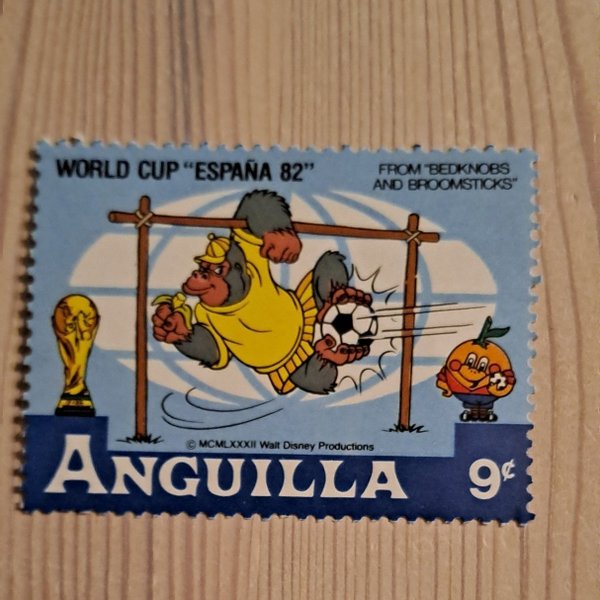 WORLD CUP "ESPAÑA 82"
FROM "BEDKNOBS
AND BROOMSTICKS"
© MCMLXXXII Walt Disney Productions
ANGUILLA 9¢